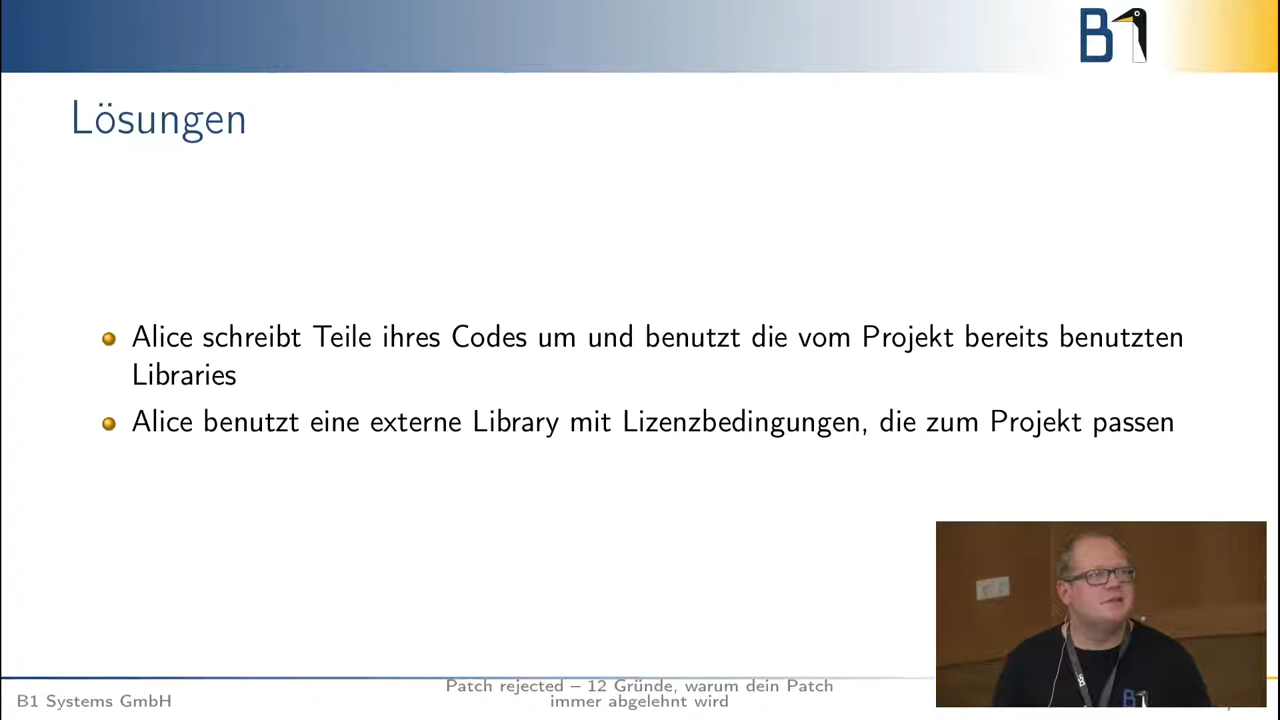 B1
Lösungen
Alice schreibt Teile ihres Codes um und benutzt die vom Projekt bereits benutzten
Libraries
Alice benutzt eine externe Library mit Lizenzbedingungen, die zum Projekt passen
B1
B1 Systems GmbH
Patch rejected – 12 Gründe, warum dein Patch
immer abgelehnt wird